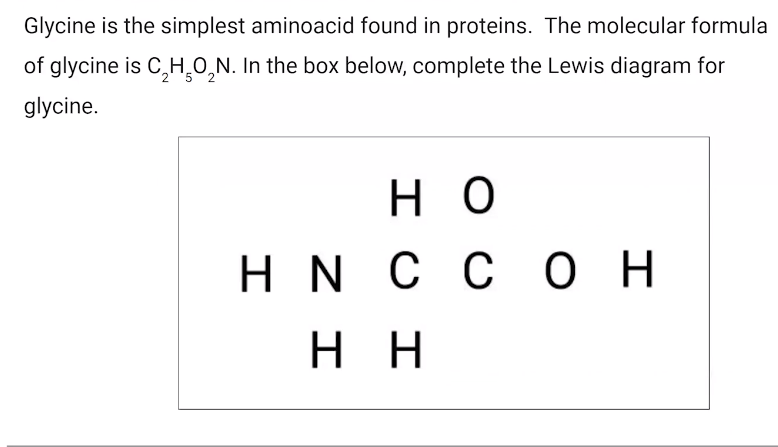 Glycine is the simplest aminoacid found in proteins. The molecular formula
of glycine is C₂H₅O₂N. In the box below, complete the Lewis diagram for
glycine.
H O
H N C C O H
H H